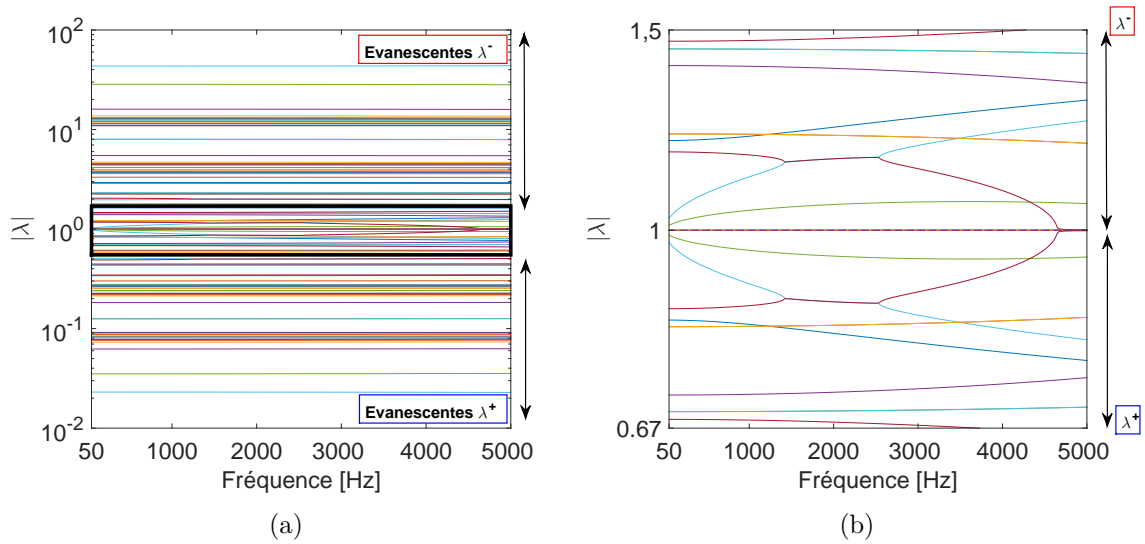 10^2
10^1
10^0
10^-1
10^-2
|λ|
Evanescentes λ^-
Evanescentes λ^+
50 1000 2000 3000 4000 5000
Fréquence [Hz]
(a)
λ^-
1,5
1
0.67
|λ|
λ^+
50 1000 2000 3000 4000 5000
Fréquence [Hz]
(b)